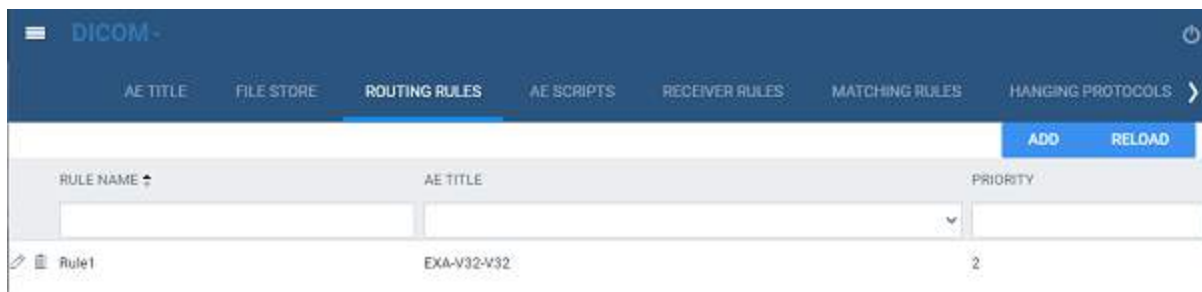 DICOM-
AE TITLE FILE STORE ROUTING RULES AE SCRIPTS RECEIVER RULES MATCHING RULES HANGING PROTOCOLS
ADD RELOAD
RULE NAME AE TITLE PRIORITY
Rule1 EXA-V32-V32 2